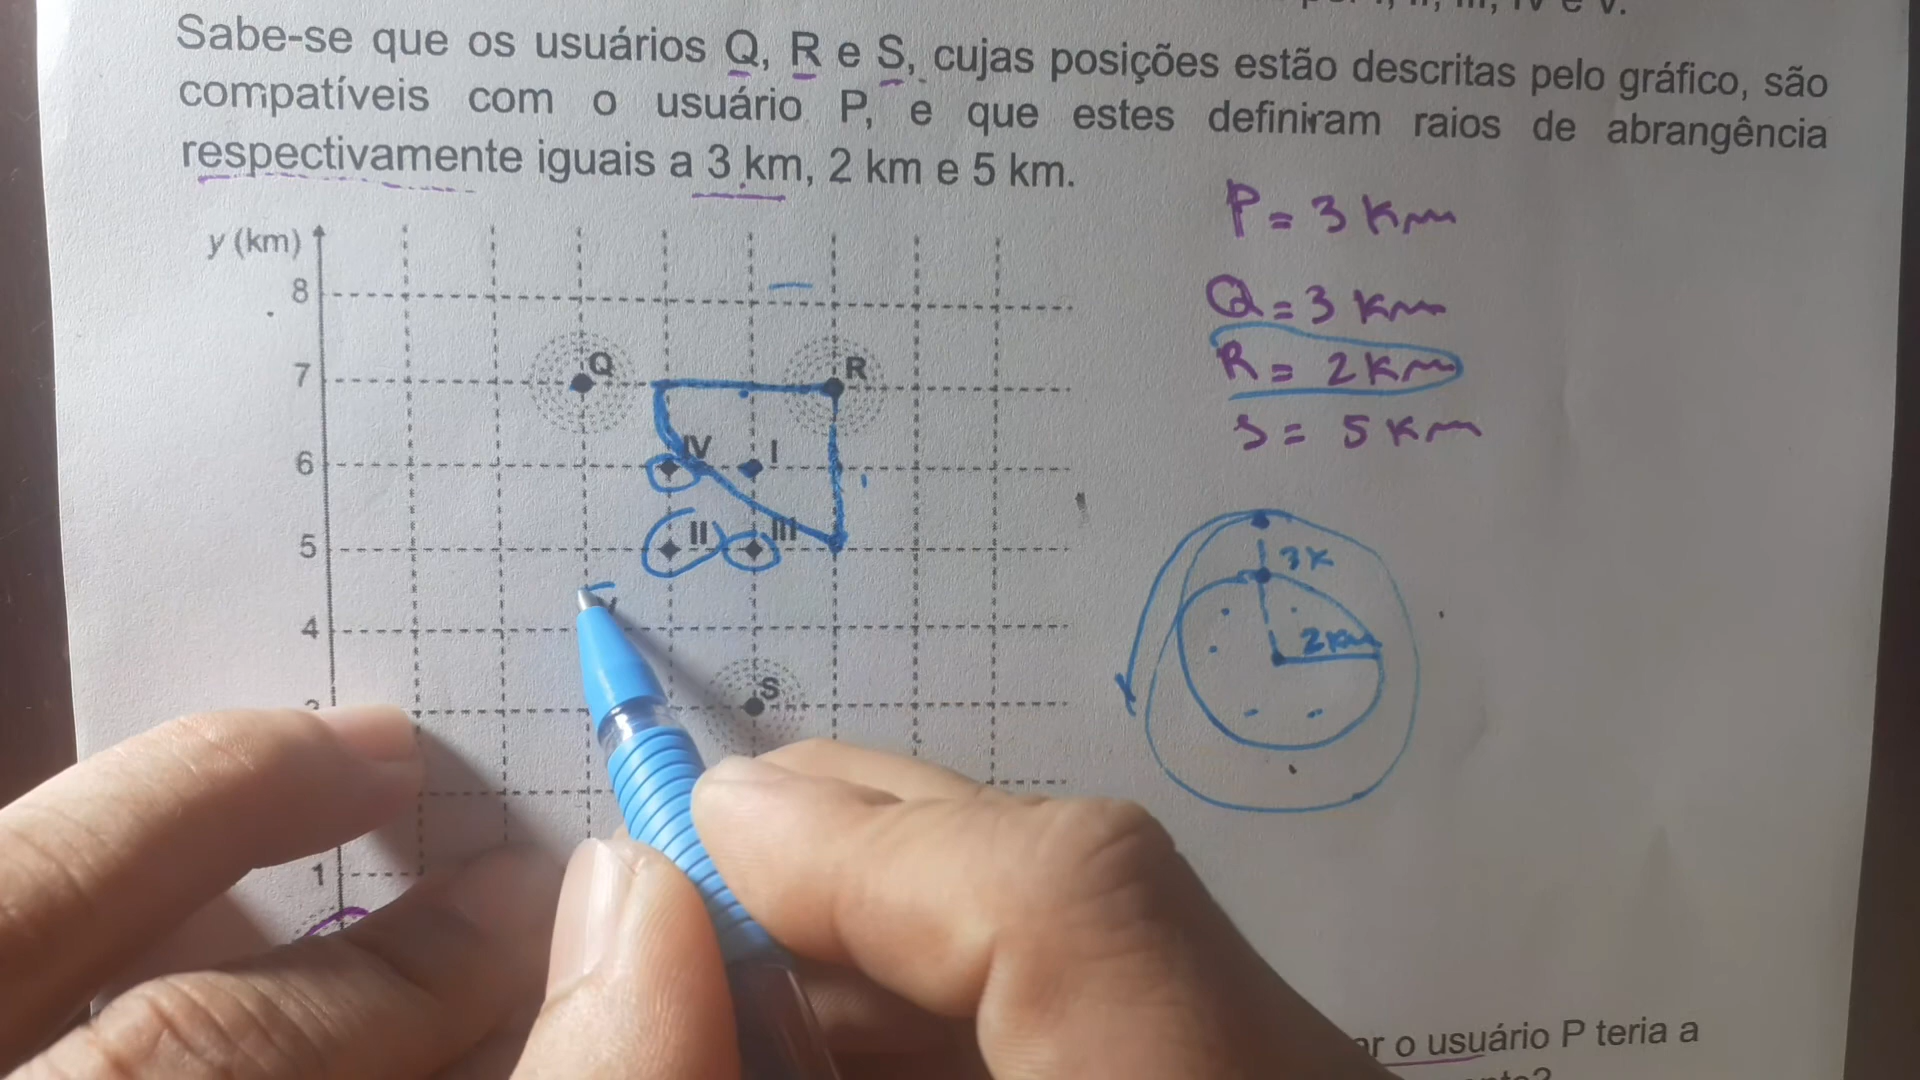 Sabe-se que os usuários Q, R e S, cujas posições estão descritas pelo gráfico, são
compatíveis com o usuário P, e que estes definiram raios de abrangência
respectivamente iguais a 3 km, 2 km e 5 km.
P = 3 Km
y (km)
8
Q = 3 Km
Q
R
R = 2 Km
7
S = 5 Km
IV
I
6
II
III
5
3K
4
2km
S
1
o usuário P teria a